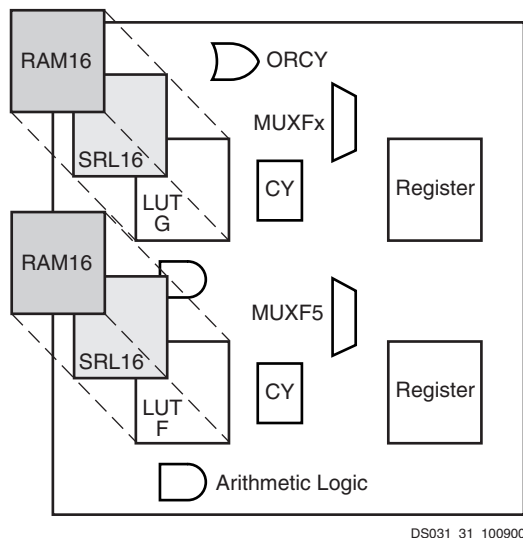 RAM16
ORCY
MUXFx
SRL16
LUT
G
CY
Register
RAM16
MUXF5
SRL16
LUT
F
CY
Register
Arithmetic Logic
DS031_31_100900